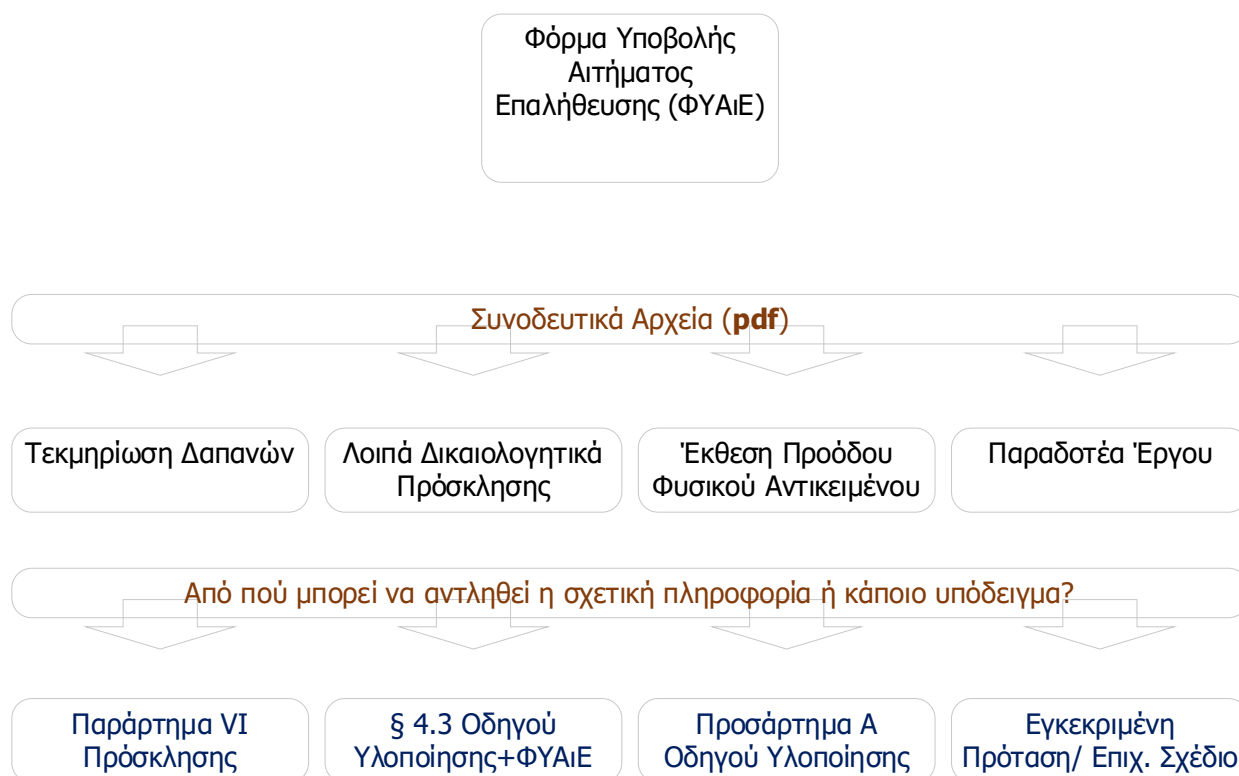 Φόρμα Υποβολής
Αιτήματος
Επαλήθευσης (ΦΥΑιΕ)
Συνοδευτικά Αρχεία (pdf)
Τεκμηρίωση Δαπανών
Λοιπά Δικαιολογητικά
Πρόσκλησης
Έκθεση Προόδου
Φυσικού Αντικειμένου
Παραδοτέα Έργου
Από πού μπορεί να αντληθεί η σχετική πληροφορία ή κάποιο υπόδειγμα?
Παράρτημα VI
Πρόσκλησης
§ 4.3 Οδηγού
Υλοποίησης+ΦΥΑιΕ
Προσάρτημα Α
Οδηγού Υλοποίησης
Εγκεκριμένη
Πρόταση/ Επιχ. Σχέδιο